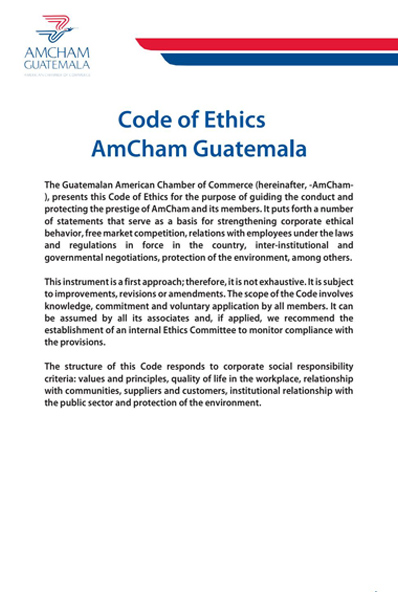 AMCHAM
GUATEMALA
AMERICAN CHAMBER OF COMMERCE
Code of Ethics
AmCham Guatemala
The Guatemalan American Chamber of Commerce (hereinafter, -AmCham-
), presents this Code of Ethics for the purpose of guiding the conduct and
protecting the prestige of AmCham and its members. It puts forth a number
of statements that serve as a basis for strengthening corporate ethical
behavior, free market competition, relations with employees under the laws
and regulations in force in the country, inter-institutional and
governmental negotiations, protection of the environment, among others.
This instrument is a first approach; therefore, it is not exhaustive. It is subject
to improvements, revisions or amendments. The scope of the Code involves
knowledge, commitment and voluntary application by all members. It can
be assumed by all its associates and, if applied, we recommend the
establishment of an internal Ethics Committee to monitor compliance with
the provisions.
The structure of this Code responds to corporate social responsibility
criteria: values and principles, quality of life in the workplace, relationship
with communities, suppliers and customers, institutional relationship with
the public sector and protection of the environment.